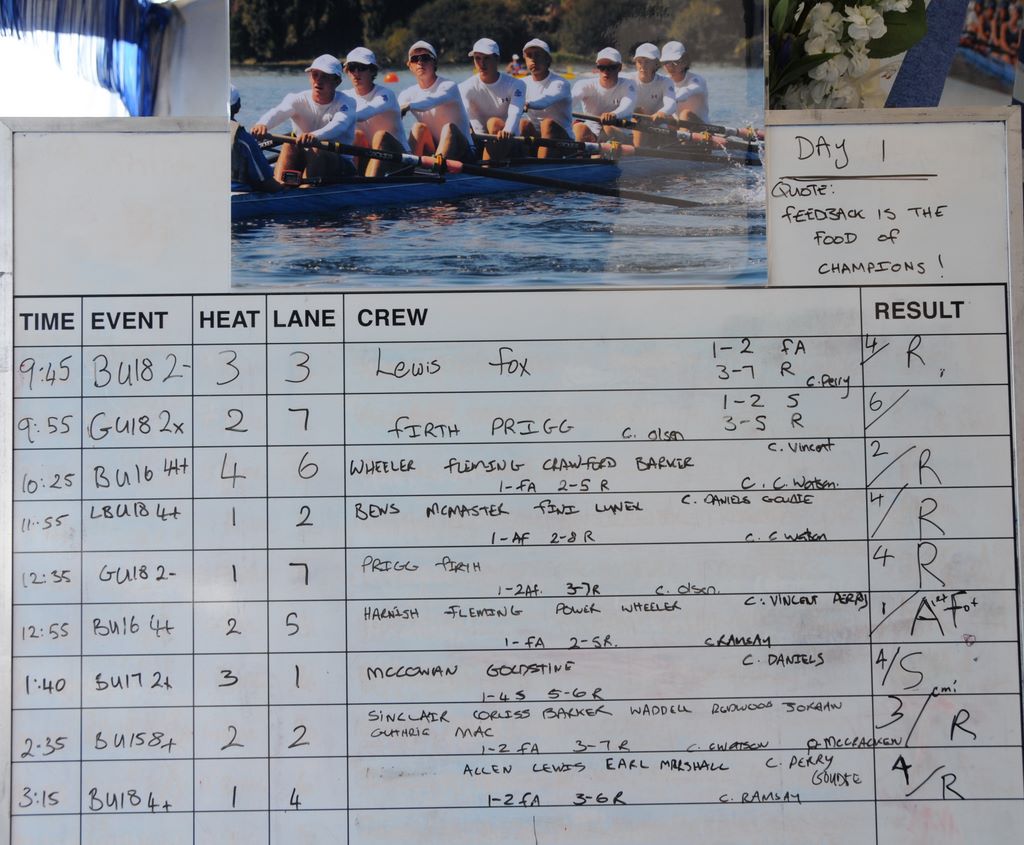 DAY 1
QUOTE:
FEEDBACK IS THE
FOOD OF
CHAMPIONS!
TIME EVENT HEAT LANE CREW RESULT
9:45 BU18 2- 3 3 Lewis Fox 1-2 FA 4/ R
3-7 R C. Perry
9:55 GU18 2x 2 7 FIRTH PRIGG C. Olsen 1-2 S 6/
3-5 R
10:25 BU16 4+ 4 6 WHEELER FLEMING CRAWFORD BARKER C. Vincent 2/R
1-FA 2-5 R C. C. Watson.
11:55 LBU18 4+ 1 2 BENS MCMASTER FINI C. DANIELS GOUDIE 4/R
1-AF 2-8 R C. C Watson
12:35 GU18 2- 1 7 PRIGG FIRTH 4 R
1-2AF. 3-7R C. Olsen.
12:55 BU16 4+ 2 5 HARNISH FLEMING POWER WHEELER C: VINCENT PERRY 1/ A
1-FA 2-5R. C RAMSAY
1:40 BU17 2x 3 1 MCCOWAN GOLDSTINE C. DANIELS 4/S
1-4 S 5-6 R
2:35 BU15 8+ 2 2 SINCLAIR CORLISS BARKER WADDELL 3/R
GUTHRIE MAC
1-2 FA 3-7 R C. CWATSON MCCRACKEN
3:15 BU18 4+ 1 4 ALLEN LEWIS EARL MARSHALL C. PERRY 4/R
GOUDIE
1-2 FA 3-6 R C. RAMSAY